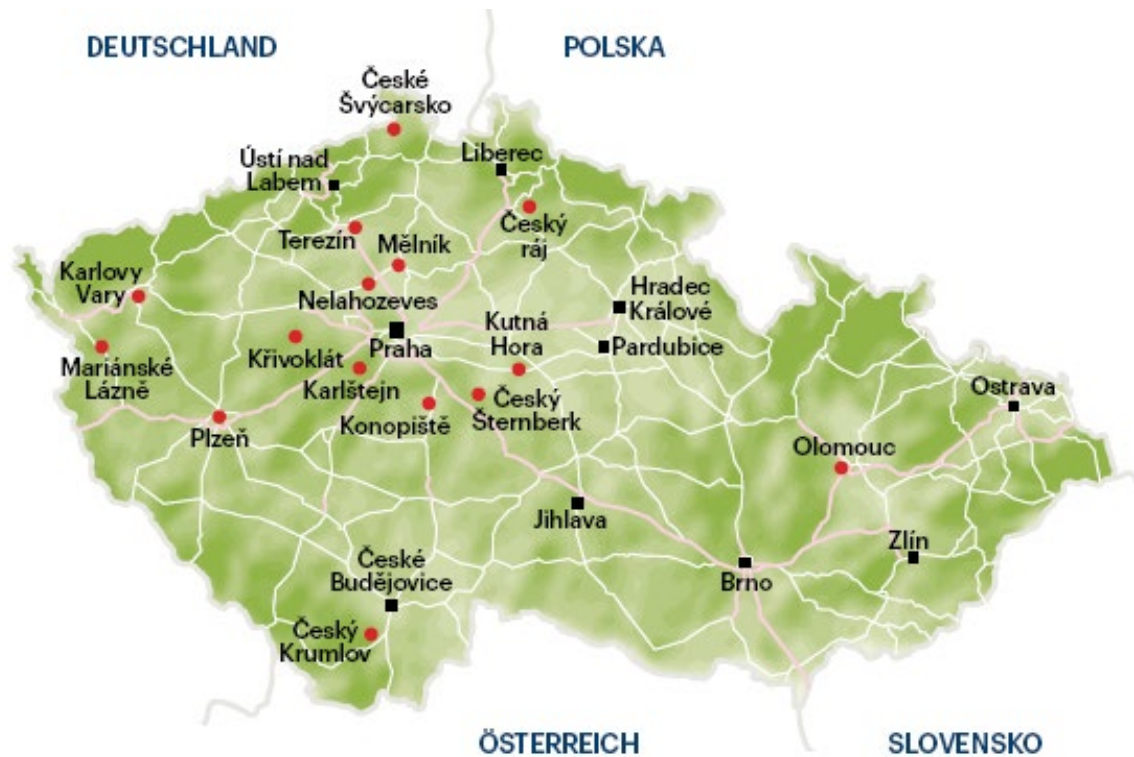 DEUTSCHLAND
POLSKA
České
Švýcarsko
Ústí nad
Labem
Liberec
Český
ráj
Terezín
Mělník
Karlovy
Vary
Nelahozeves
Hradec
Králové
Kutná
Hora
Praha
Pardubice
Křivoklát
Mariánské
Lázně
Karlštejn
Český
Šternberk
Konopiště
Plzeň
Ostrava
Olomouc
Jihlava
Zlín
České
Budějovice
Brno
Český
Krumlov
ÖSTERREICH
SLOVENSKO